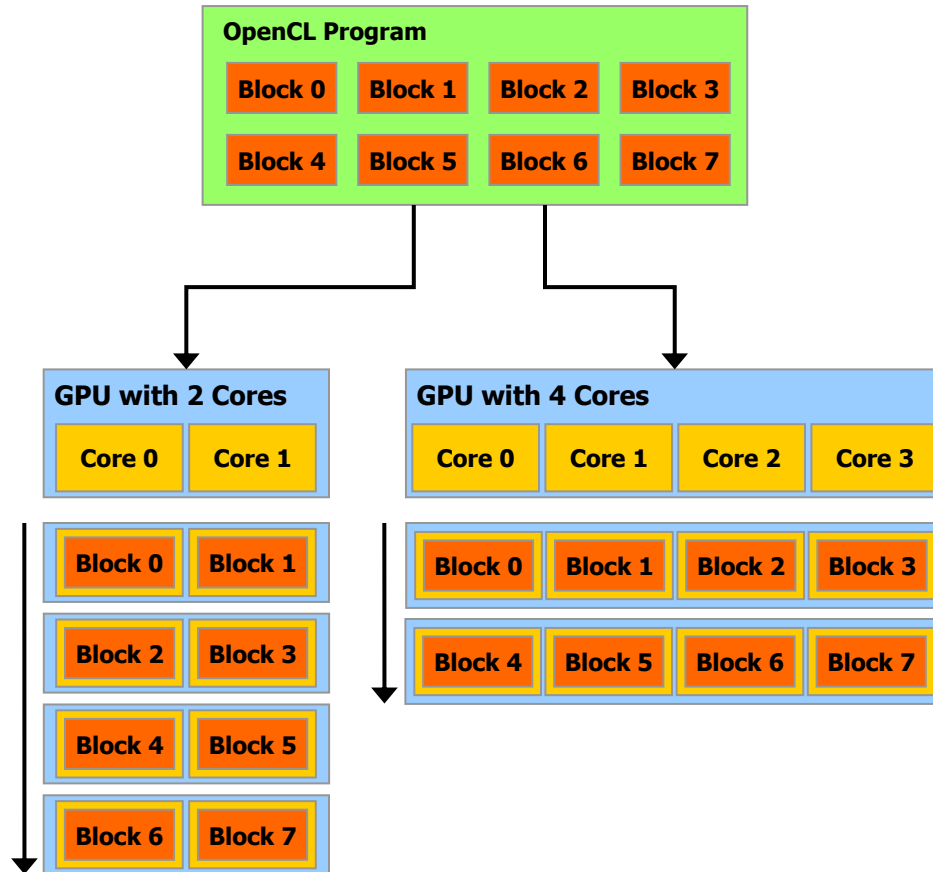 OpenCL Program
Block 0 Block 1 Block 2 Block 3
Block 4 Block 5 Block 6 Block 7
GPU with 2 Cores
Core 0 Core 1
Block 0 Block 1
Block 2 Block 3
Block 4 Block 5
Block 6 Block 7
GPU with 4 Cores
Core 0 Core 1 Core 2 Core 3
Block 0 Block 1 Block 2 Block 3
Block 4 Block 5 Block 6 Block 7